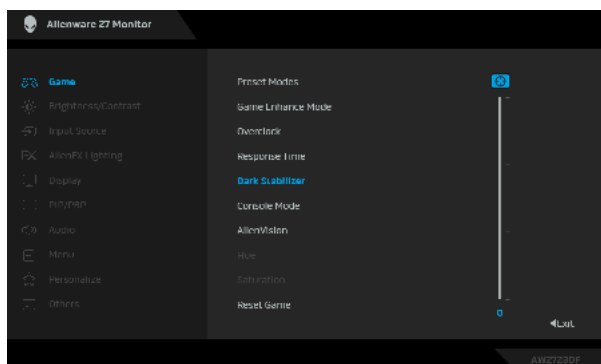 Alienware 27 Monitor
Game
Brightness/Contrast
Input Source
AlienFX Lighting
Display
PIP/PBP
Audio
Menu
Personalize
Others
Preset Modes
Game Enhance Mode
Overclock
Response Time
Dark Stabilizer
Console Mode
AlienVision
Hue
Saturation
Reset Game
0
Exit
AW2723DF